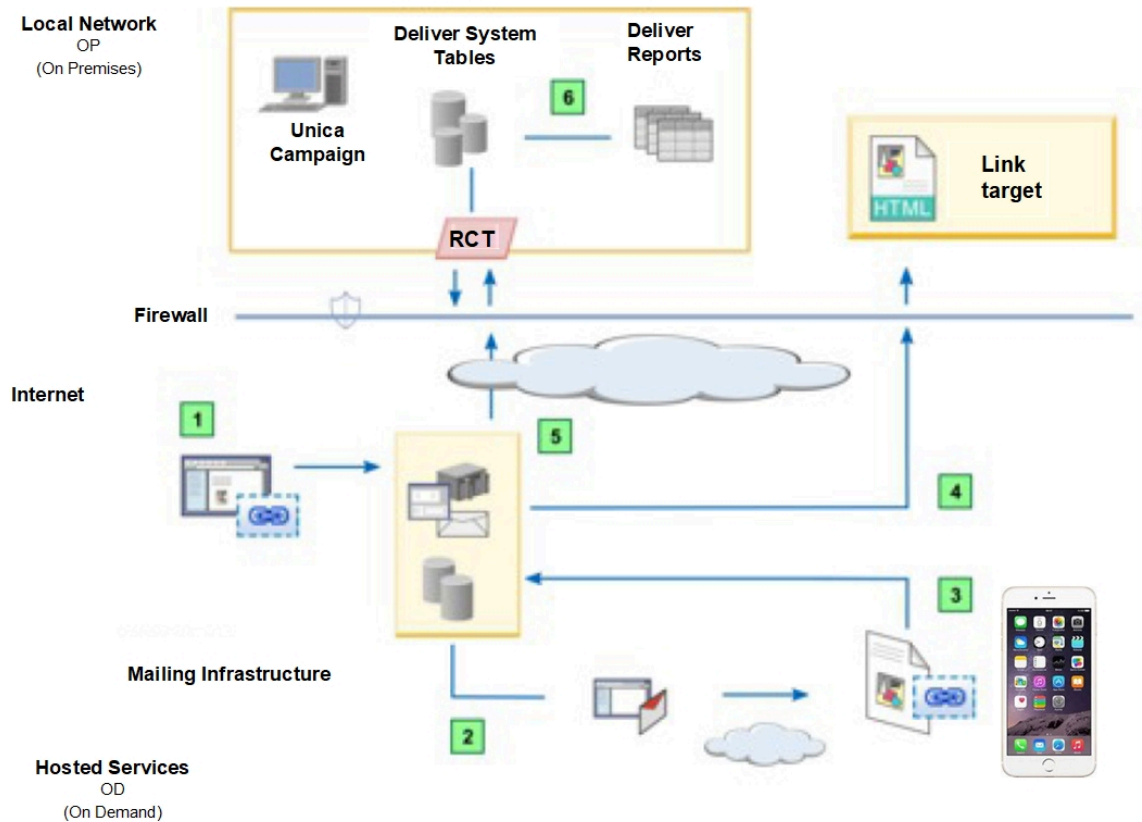 Local Network
OP
(On Premises)
Unica
Campaign
Deliver System
Tables
Deliver
Reports
6
RCT
HTML
Link
target
Firewall
Internet
1
5
4
3
Mailing Infrastructure
2
Hosted Services
OD
(On Demand)